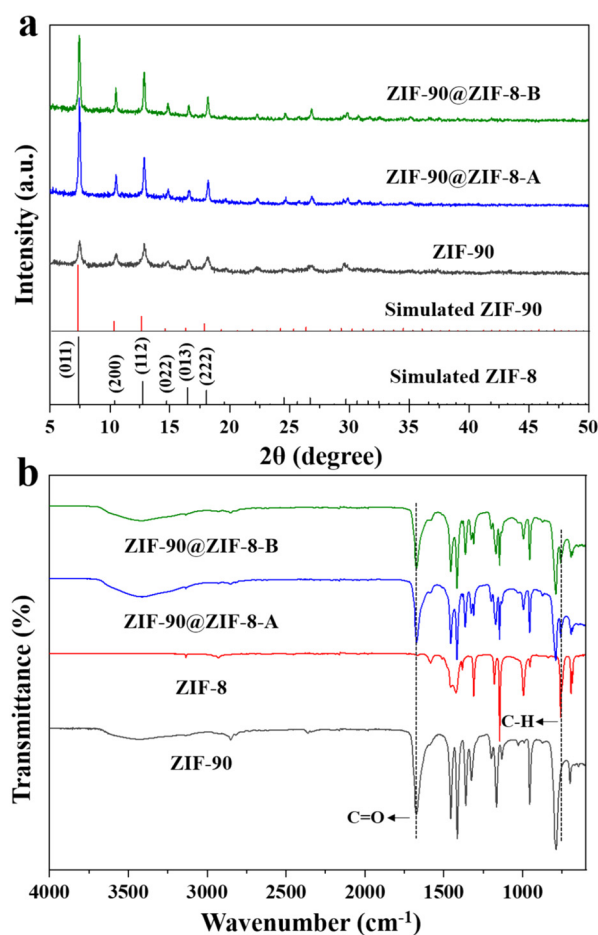 a
ZIF-90@ZIF-8-B
ZIF-90@ZIF-8-A
ZIF-90
Simulated ZIF-90
Simulated ZIF-8
(011)
(200)
(112)
(022)
(013)
(222)
Intensity (a.u.)
5 10 15 20 25 30 35 40 45 50
2θ (degree)
b
ZIF-90@ZIF-8-B
ZIF-90@ZIF-8-A
ZIF-8
C-H
ZIF-90
C=O
Transmittance (%)
4000 3500 3000 2500 2000 1500 1000
Wavenumber (cm⁻¹)